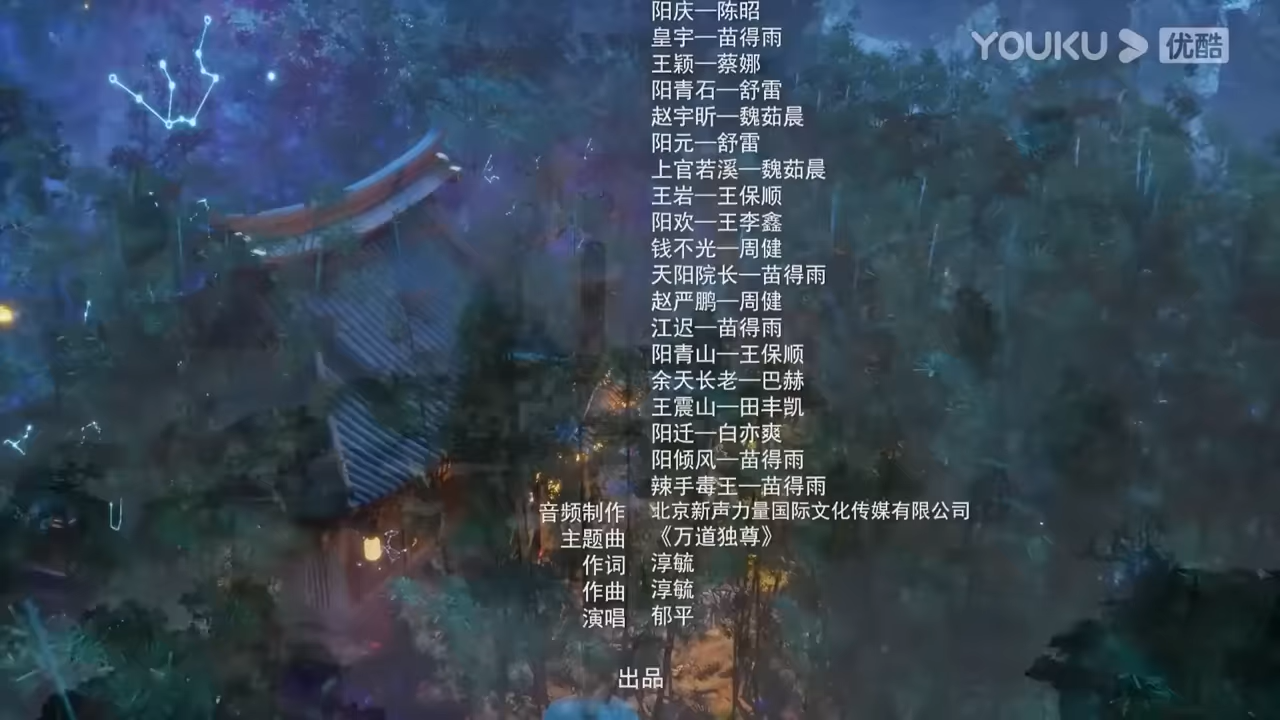 阳庆—陈昭
YOUKU 优酷
皇宇—苗得雨
王颖—蔡娜
阳青石—舒雷
赵宇昕—魏茹晨
阳元—舒雷
上官若溪—魏茹晨
王岩—王保顺
阳欢—王李鑫
钱不光—周健
天阳院长—苗得雨
赵严鹏—周健
江迟—苗得雨
阳青山—王保顺
余天长老—巴赫
王震山—田丰凯
阳迁—白亦爽
阳倾风—苗得雨
辣手毒王—苗得雨
音频制作 北京新声力量国际文化传媒有限公司
主题曲 《万道独尊》
作词 淳毓
作曲 淳毓
演唱 郁平
出品